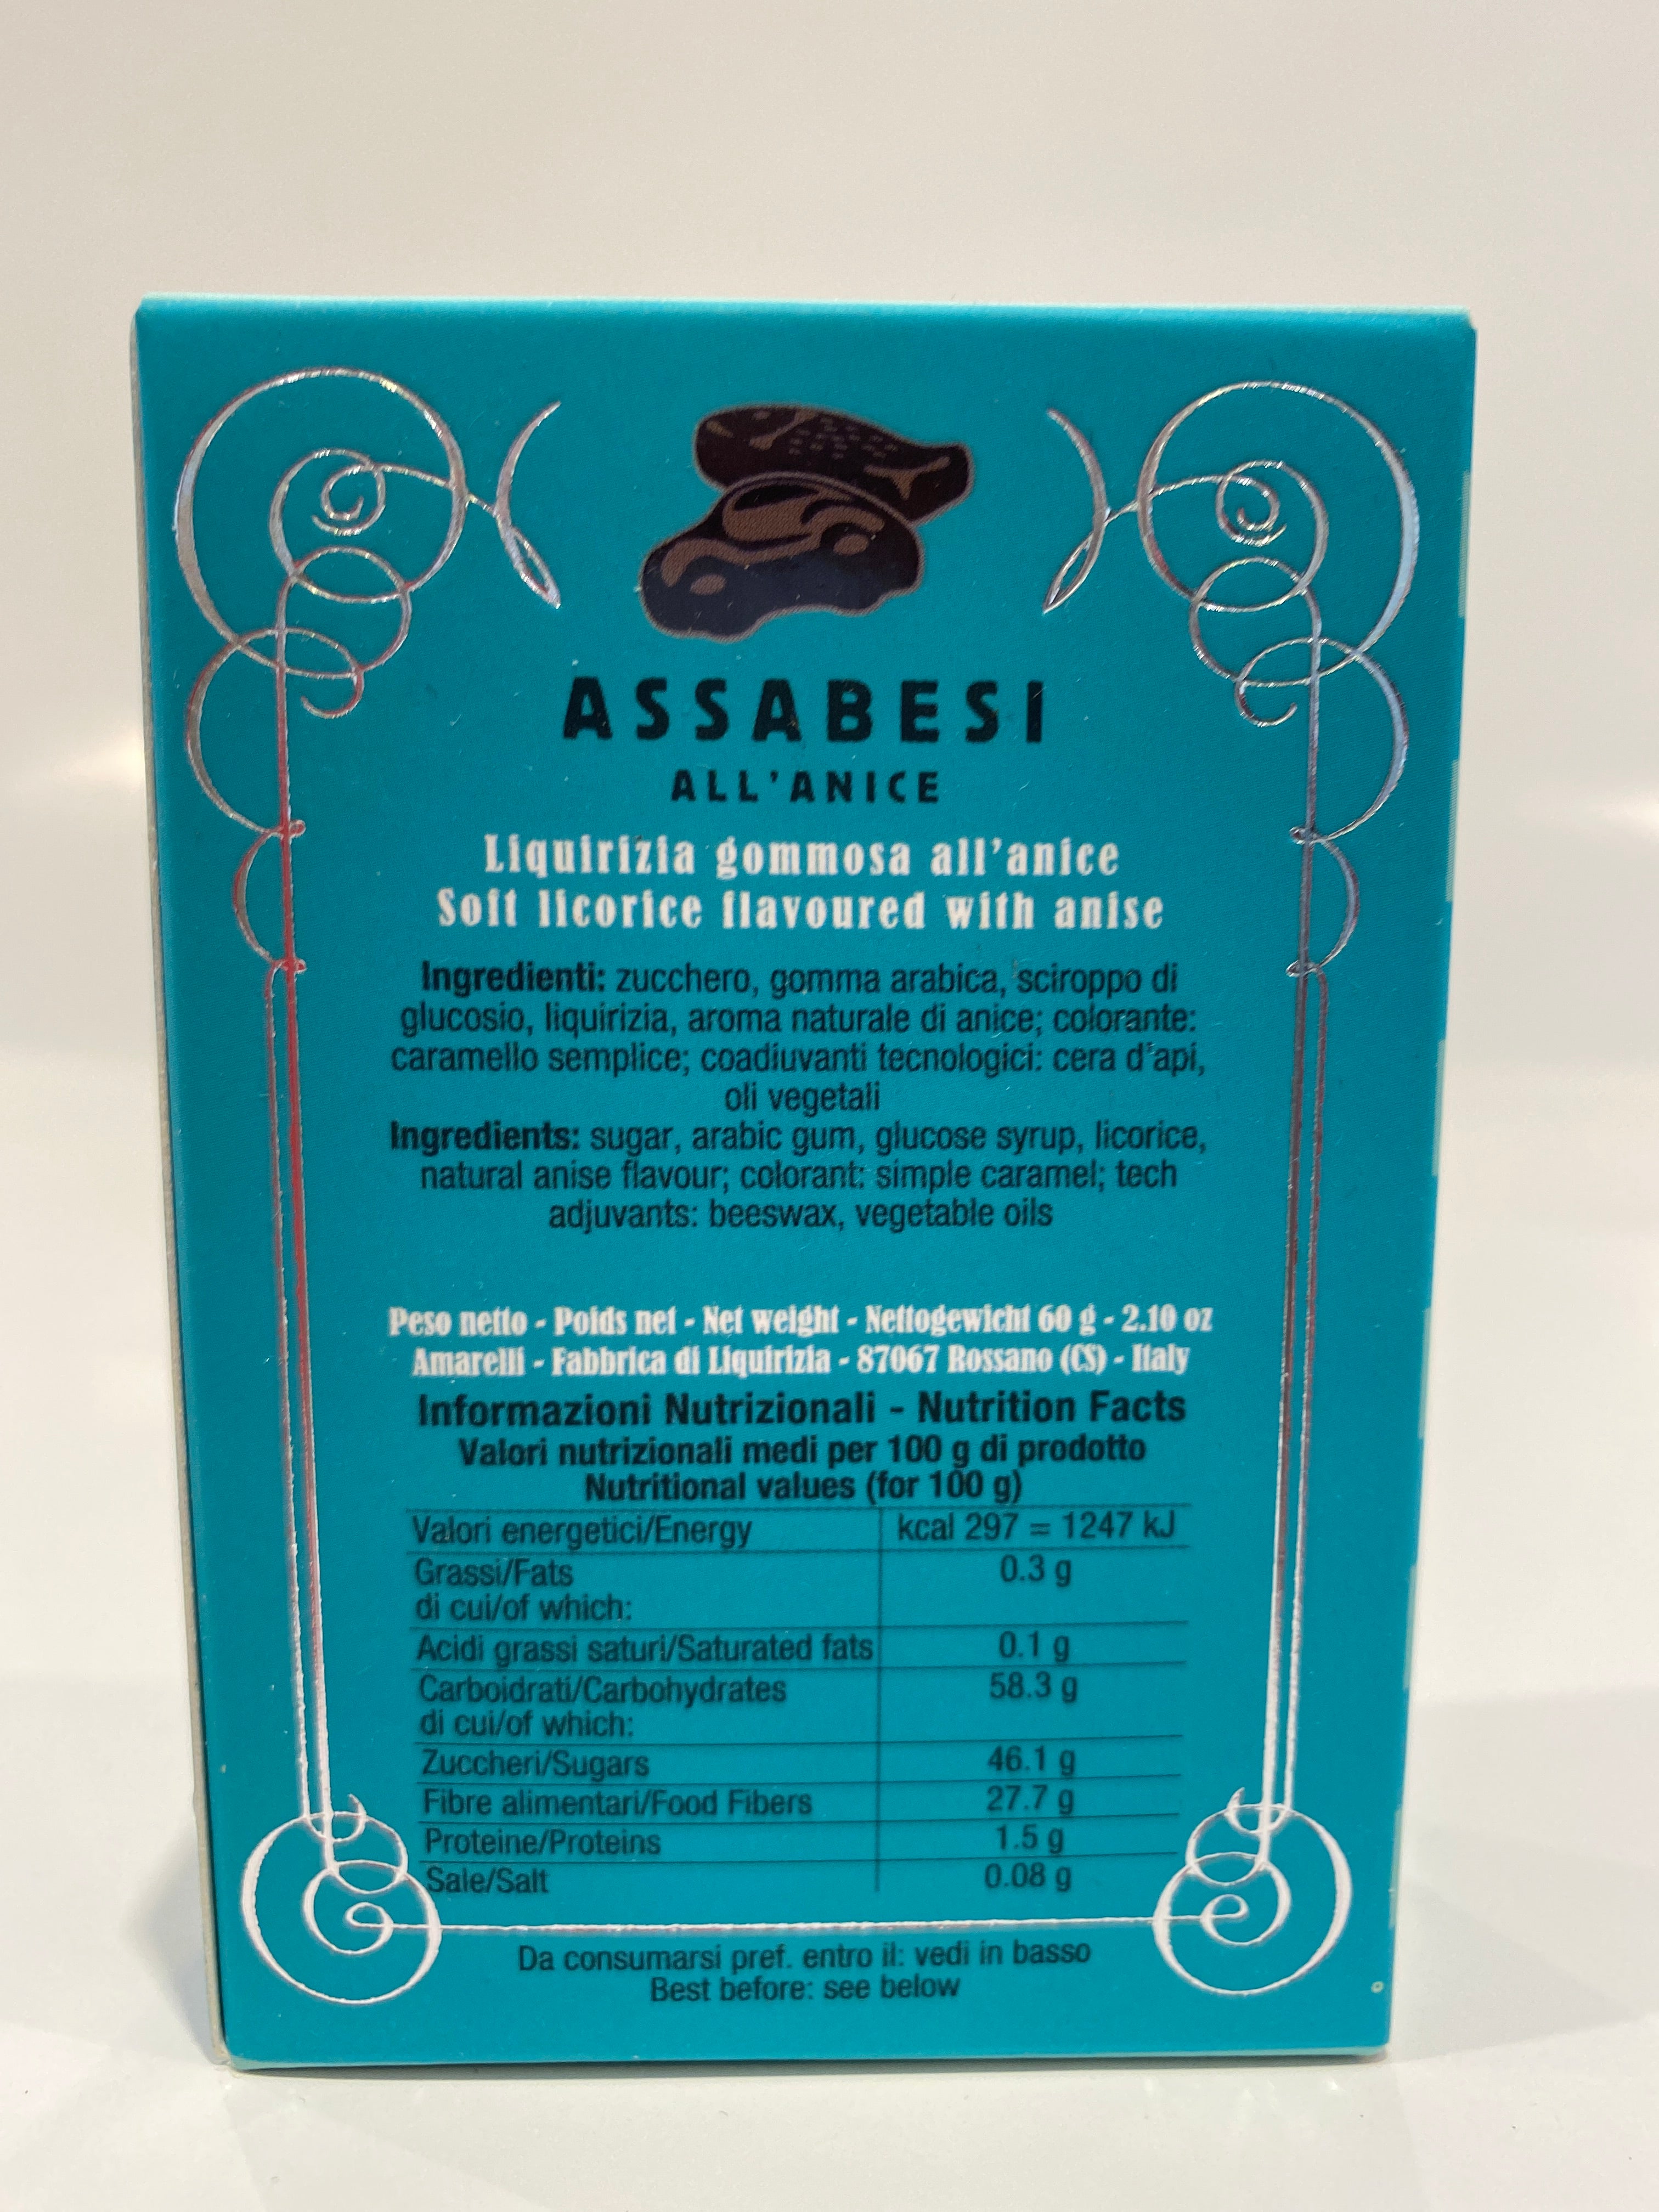 ASSABESI
ALL'ANICE
Liquirizia gommosa all'anice
Soft licorice flavoured with anise
Ingredienti: zucchero, gomma arabica, sciroppo di
glucosio, liquirizia, aroma naturale di anice; colorante:
caramello semplice; coadiuvanti tecnologici: cera d'api,
oli vegetali
Ingredients: sugar, arabic gum, glucose syrup, licorice,
natural anise flavour; colorant: simple caramel; tech
adjuvants: beeswax, vegetable oils
Peso netto - Poids net - Net weight - Nettogewicht 60 g - 2.10 oz
Amarelli - Fabbrica di Liquirizia - 87067 Rossano (CS) - Italy
Informazioni Nutrizionali - Nutrition Facts
Valori nutrizionali medi per 100 g di prodotto
Nutritional values (for 100 g)
Valori energetici/Energy kcal 297 = 1247 kJ
Grassi/Fats 0.3 g
di cui/of which:
Acidi grassi saturi/Saturated fats 0.1 g
Carboidrati/Carbohydrates 58.3 g
di cui/of which:
Zuccheri/Sugars 46.1 g
Fibre alimentari/Food Fibers 27.7 g
Proteine/Proteins 1.5 g
Sale/Salt 0.08 g
Da consumarsi pref. entro il: vedi in basso
Best before: see below